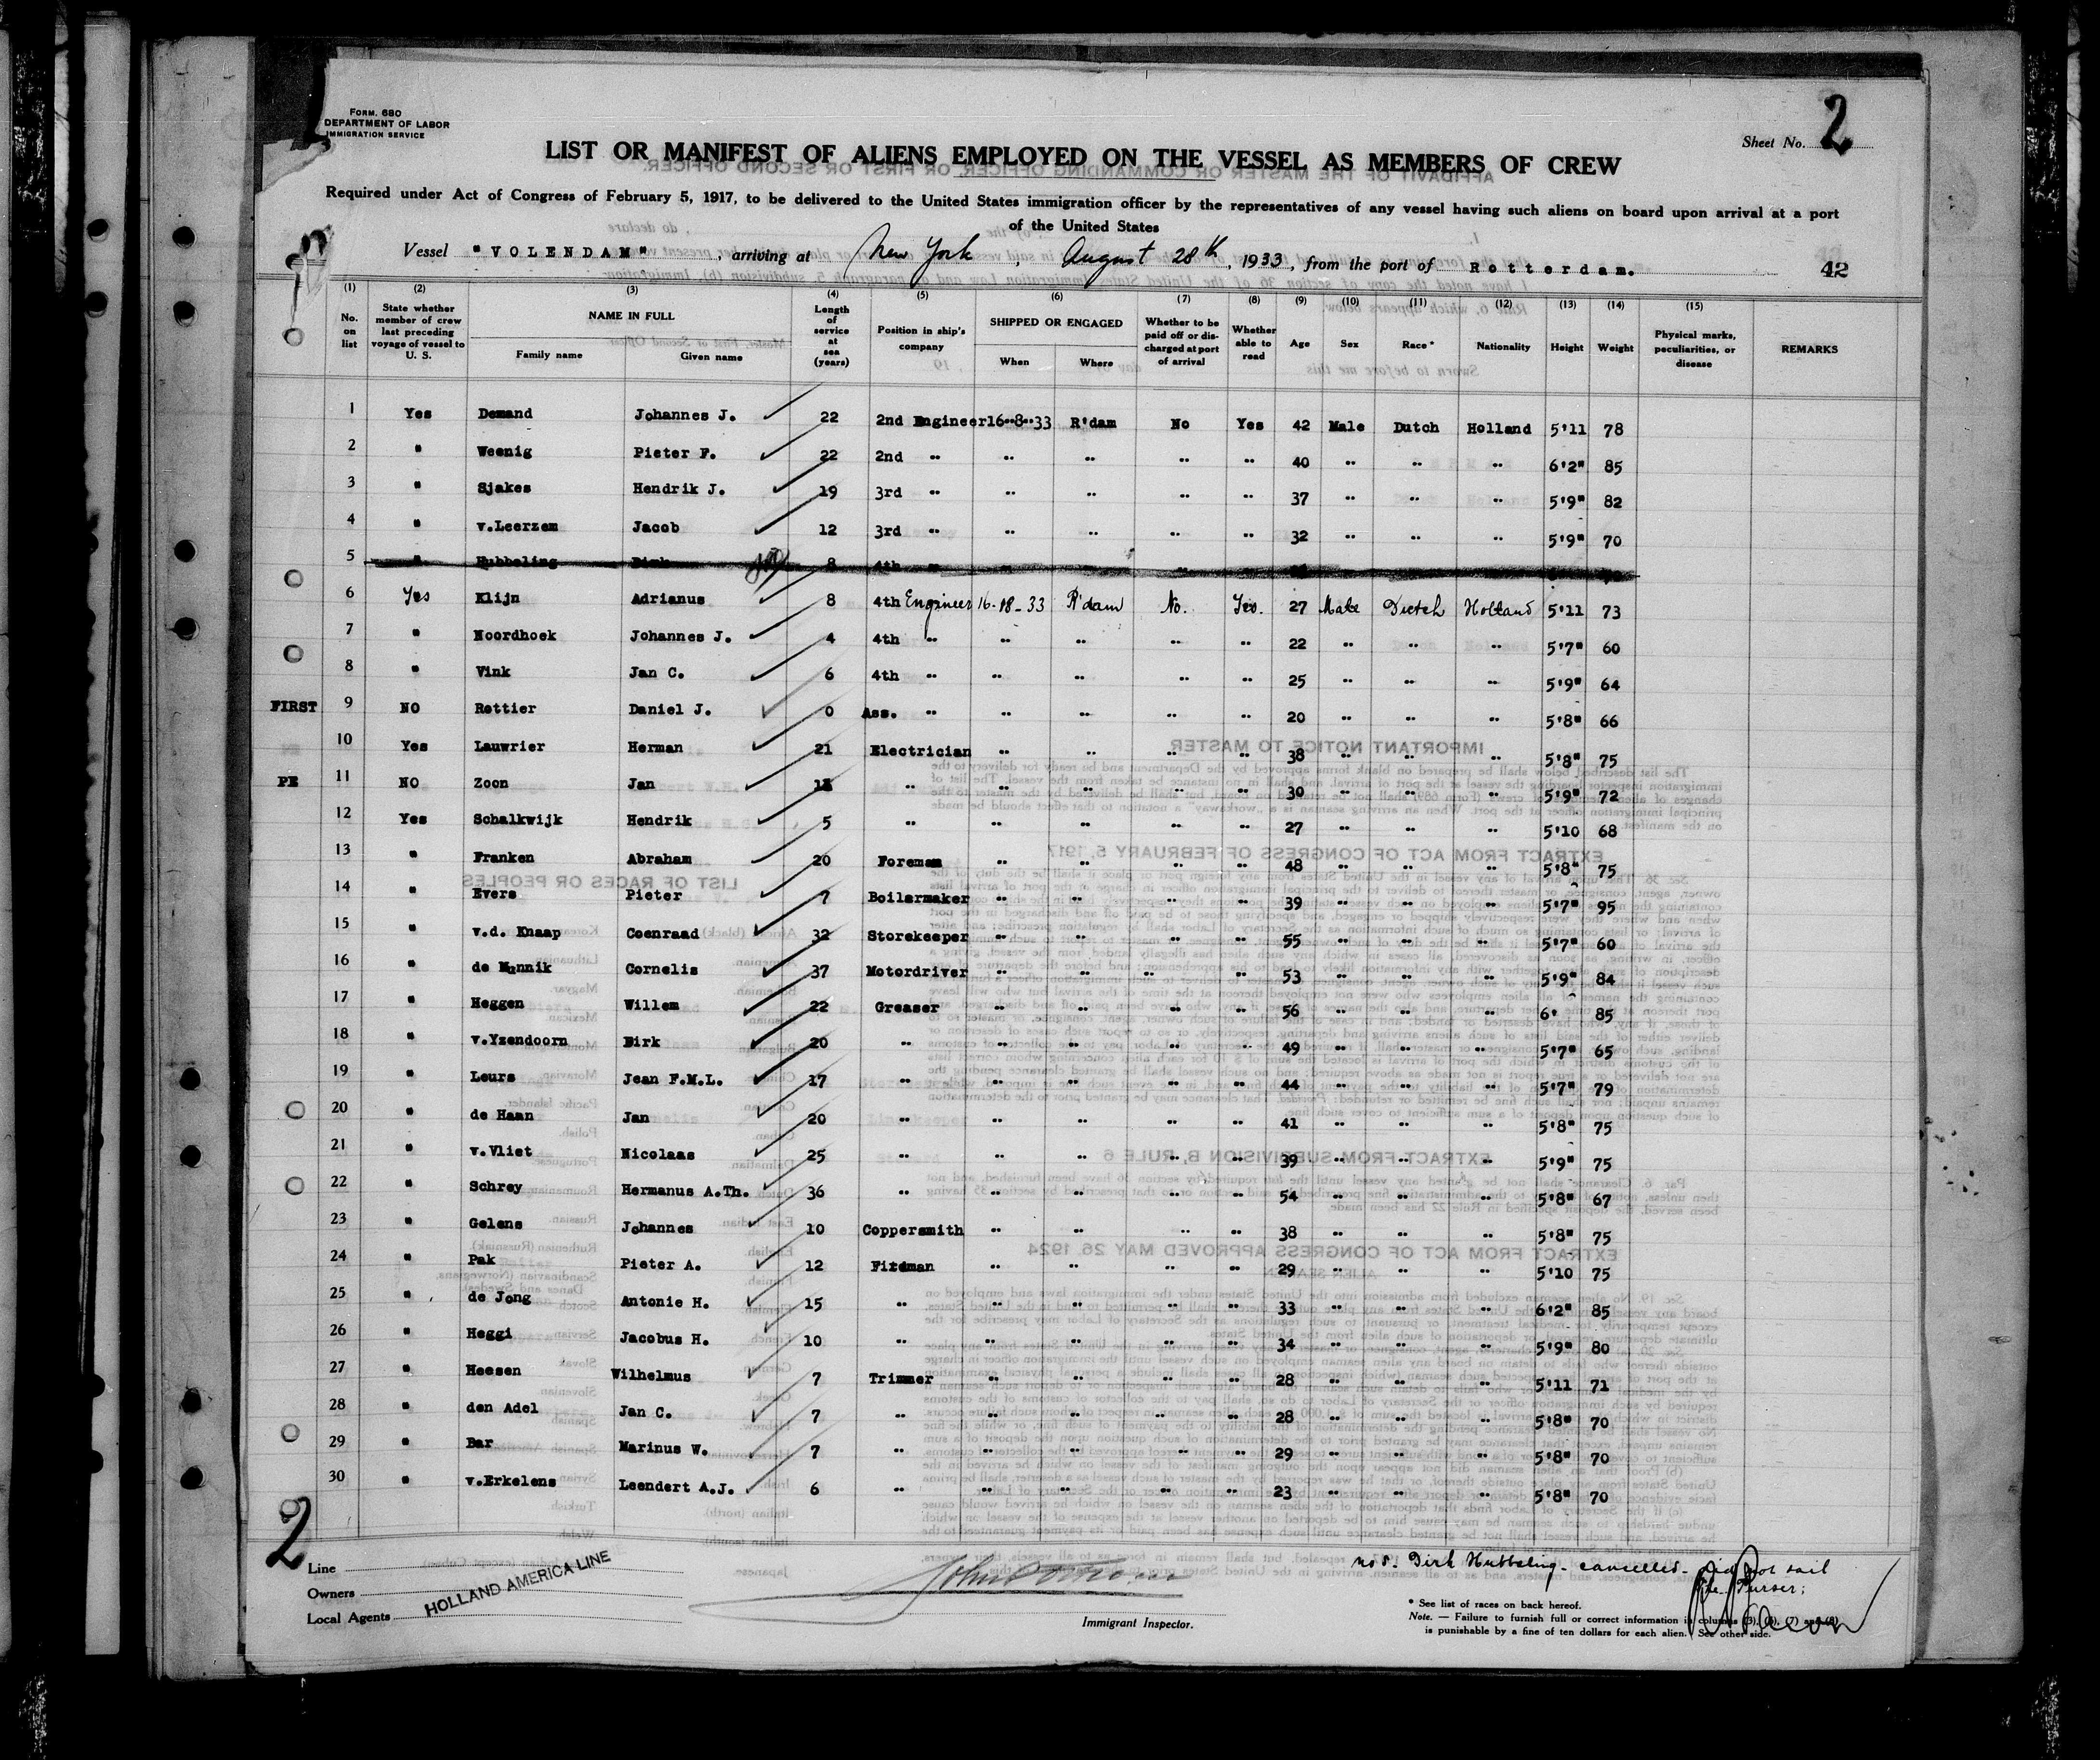 FORM. 680
DEPARTMENT OF LABOR
IMMIGRATION SERVICE
Sheet No. 2
LIST OR MANIFEST OF ALIENS EMPLOYED ON THE VESSEL AS MEMBERS OF CREW
Required under Act of Congress of February 5, 1917, to be delivered to the United States immigration officer by the representatives of any vessel having such aliens on board upon arrival at a port
of the United States
Vessel "VOLENDAM", arriving at New York, August 28th, 1933, from the port of Rotterdam. 42
(1) No. on list (2) State whether member of crew last preceding voyage of vessel to U. S. (3) NAME IN FULL Family name Given name (4) Length of service at sea (years) (5) Position in ship's company (6) SHIPPED OR ENGAGED When Where (7) Whether to be paid off or discharged at port of arrival (8) Whether able to read (9) Age (10) Sex (11) Race* (12) Nationality (13) Height (14) Weight (15) Physical marks, peculiarities, or disease REMARKS
1 Yes Demand Johannes J. 22 2nd Engineer 16-8-33 R'dam No Yes 42 Male Dutch Holland 5'11 78
2 " Weenig Pieter F. 22 2nd " " " " " 40 " " " 6'2" 85
3 " Sjakes Hendrik J. 19 3rd " " " " " 37 " " " 5'9" 82
4 " v.Leerzem Jacob 12 3rd " " " " " 32 " " " 5'9" 70
5 " Hubbeling Dirk 8 4th "
6 Yes Klijn Adrianus 8 4th Engineer 16-18-33 R'dam No. Yes. 27 Male Dutch Holland 5'11 73
7 " Noordhoek Johannes J. 4 4th " " " " " 22 " " " 5'7" 60
8 " Vink Jan C. 6 4th " " " " " 25 " " " 5'9" 64
FIRST 9 NO Rettier Daniel J. 0 Ass. " " " " " 20 " " " 5'8" 66
10 Yes Lauwrier Herman 21 Electrician " " " " 38 " " " 5'8" 75
PE 11 NO Zoon Jan " " " " " 30 " " " 5'9" 72
12 Yes Schalkwijk Hendrik 5 " " " " " 27 " " " 5'10 68
13 " Franken Abraham 20 Foreman " " " " 48 " " " 5'8" 75
14 " Evers Pieter 7 Boilermaker " " " " 39 " " " 5'7" 95
15 " v.d. Knaap Coenraad 32 Storekeeper " " " " 55 " " " 5'7" 60
16 " de Munnik Cornelis 37 Motordriver " " " " 53 " " " 5'9" 84
17 " Heggen Willem 22 Greaser " " " " 56 " " " 6' 85
18 " v.Yzendoorn Dirk 20 " " " " " 49 " " " 5'7" 65
19 " Leurs Jean F.M.L. 17 " " " " " 44 " " " 5'7" 79
20 " de Haan Jan 20 " " " " " 41 " " " 5'8" 75
21 " v.Vliet Nicolaas 25 " " " " " 39 " " " 5'9" 75
22 " Schrey Hermanus A.Th. 36 " " " " " 54 " " " 5'8" 67
23 " Gelens Johannes 10 Coppersmith " " " " 38 " " " 5'8" 75
24 " Pak Pieter A. 12 Fireman " " " " 29 " " " 5'10 75
25 " de Jong Antonie H. 15 " " " " " 33 " " " 6'2" 85
26 " Heggi Jacobus H. 10 " " " " " 34 " " " 5'9" 80
27 " Heesen Wilhelmus 7 Trimmer " " " " 28 " " " 5'11 71
28 " den Adel Jan C. 7 " " " " " 28 " " " 5'8" 70
29 " Bar Marinus W. 7 " " " " " 29 " " " 5'8" 70
30 " v.Erkelens Leendert A.J. 6 " " " " " 23 " " " 5'8" 70
2
Line
Owners
Local Agents
HOLLAND AMERICA LINE
Immigrant Inspector.
no 5. Dirk Hubbeling - cancelled - did not sail
The Purser;
* See list of races on back hereof.
Note. — Failure to furnish full or correct information in columns (3), (5), (7) and (8)
is punishable by a fine of ten dollars for each alien. See other side.